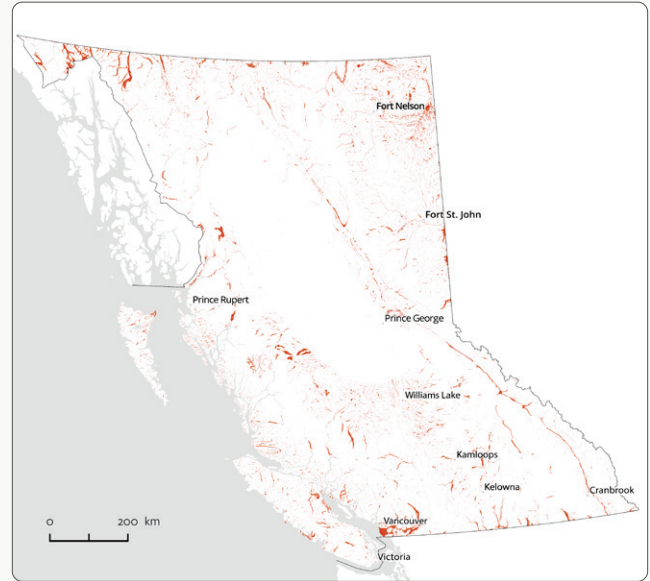 Fort Nelson
Fort St. John
Prince Rupert
Prince George
Williams Lake
Kamloops
Kelowna
Cranbrook
0 200 km
Vancouver
Victoria